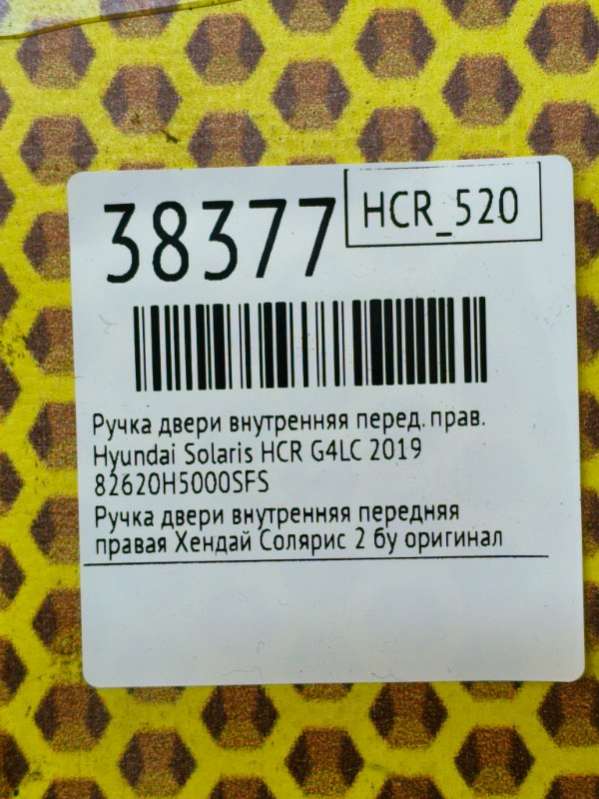 38377
HCR_520
Ручка двери внутренняя перед. прав.
Hyundai Solaris HCR G4LC 2019
82620H5000SFS
Ручка двери внутренняя передняя
правая Хендай Солярис 2 бу оригинал